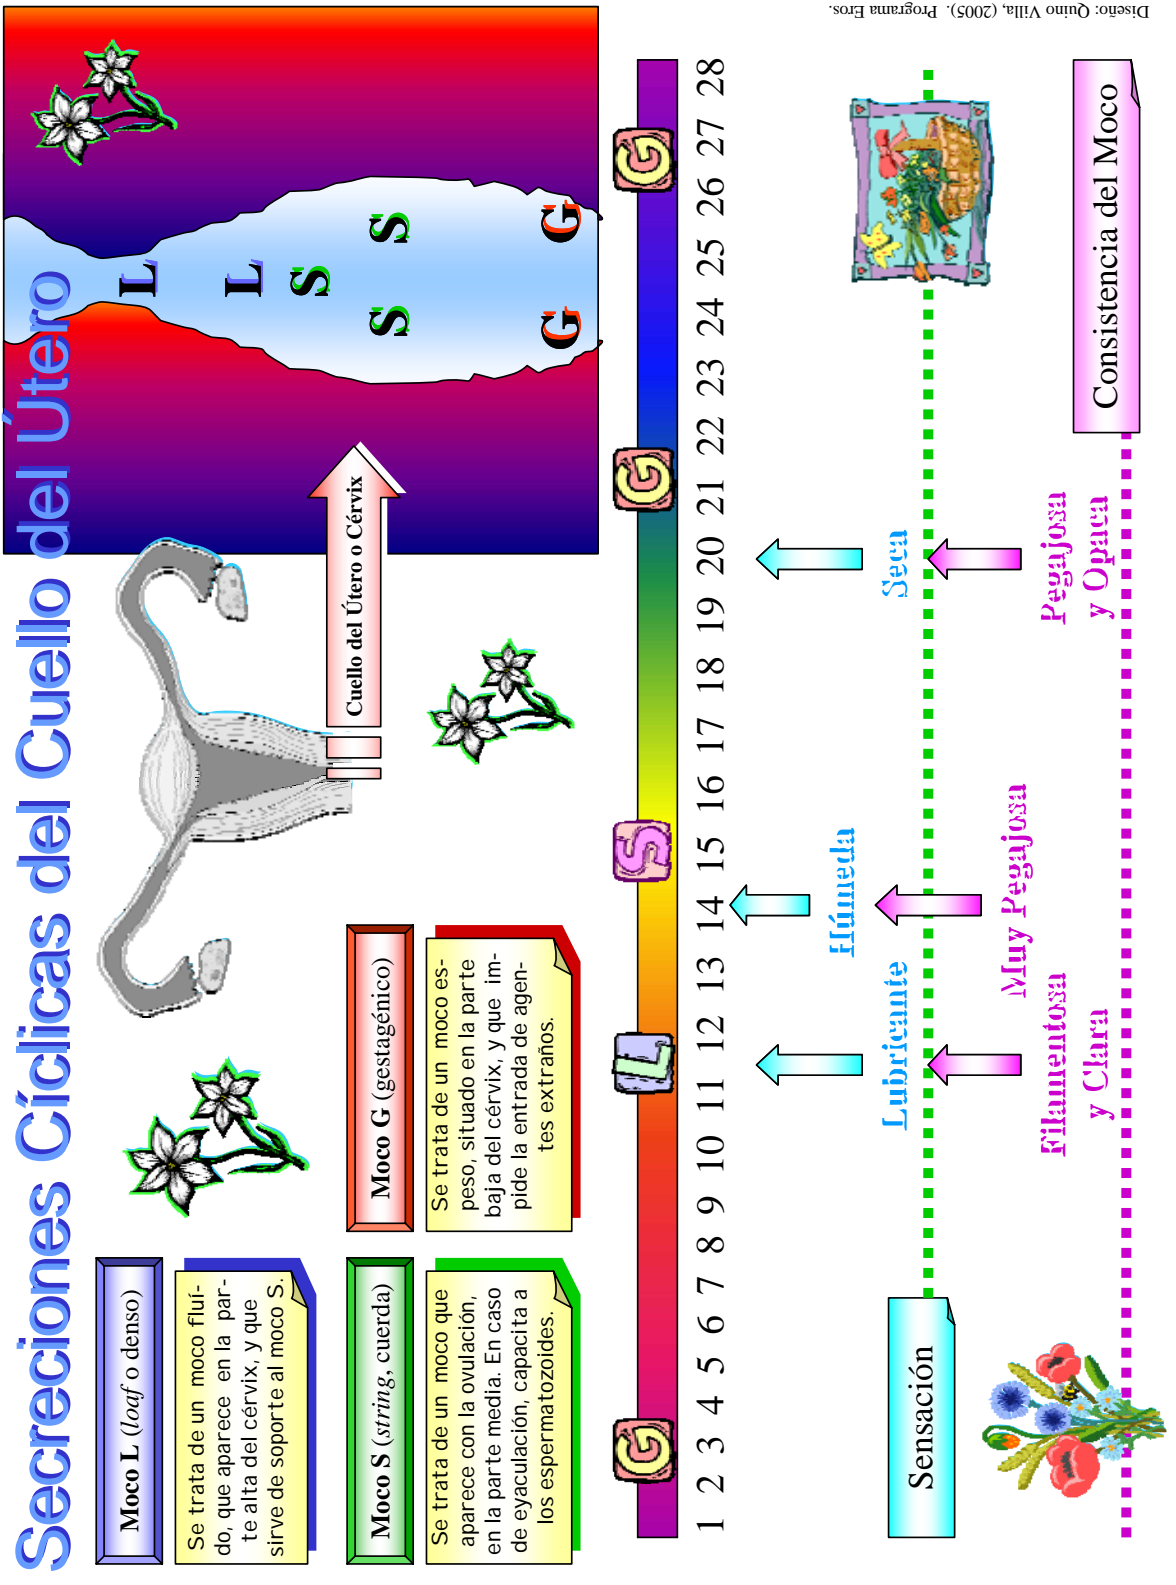 Secreciones Cíclicas del Cuello del Útero
Moco L (loaf o denso)
Se trata de un moco fluí-
do, que aparece en la par-
te alta del cérvix, y que
sirve de soporte al moco S.
Moco S (string, cuerda)
Se trata de un moco que
aparece con la ovulación,
en la parte media. En caso
de eyaculación, capacita a
los espermatozoides.
Moco G (gestagénico)
Se trata de un moco es-
peso, situado en la parte
baja del cérvix, y que im-
pide la entrada de agen-
tes extraños.
Cuello del Útero o Cérvix
L
L
S
S S
G G
G L S G G
1 2 3 4 5 6 7 8 9 10 11 12 13 14 15 16 17 18 19 20 21 22 23 24 25 26 27 28
Sensación
Lubricante
Húmeda
Seca
Filamentosa
y Clara
Muy Pegajosa
Pegajosa
y Opaca
Consistencia del Moco
Diseño: Quino Villa, (2005). Programa Eros.